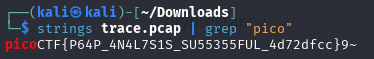 ┌──(kali㉿kali)-[~/Downloads]
└─$ strings trace.pcap | grep "pico"
picoCTF{P64P_4N4L7S1S_SU55355FUL_4d72dfcc}9~